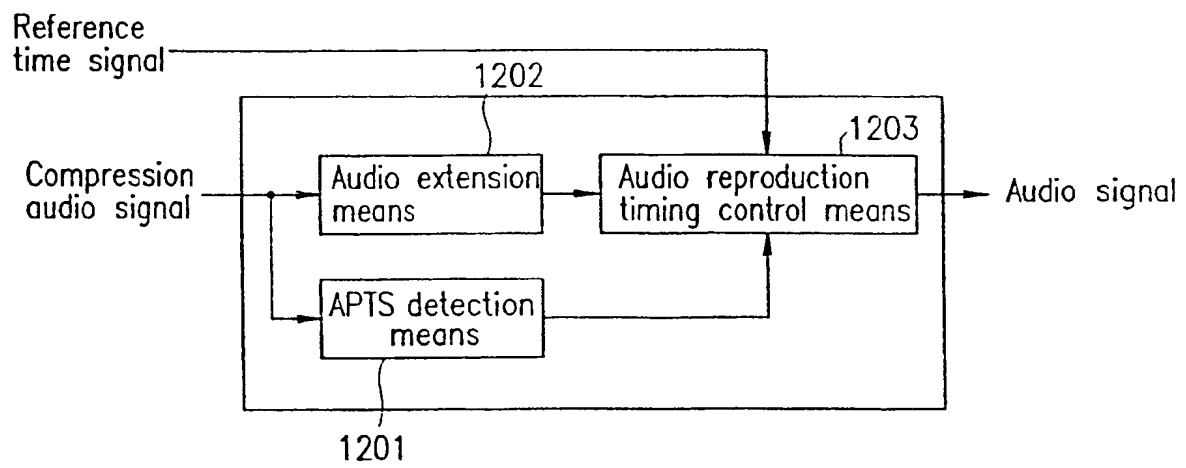 Reference
time signal
1202
1203
Compression
audio signal
Audio extension
means
Audio reproduction
timing control means
Audio signal
APTS detection
means
1201